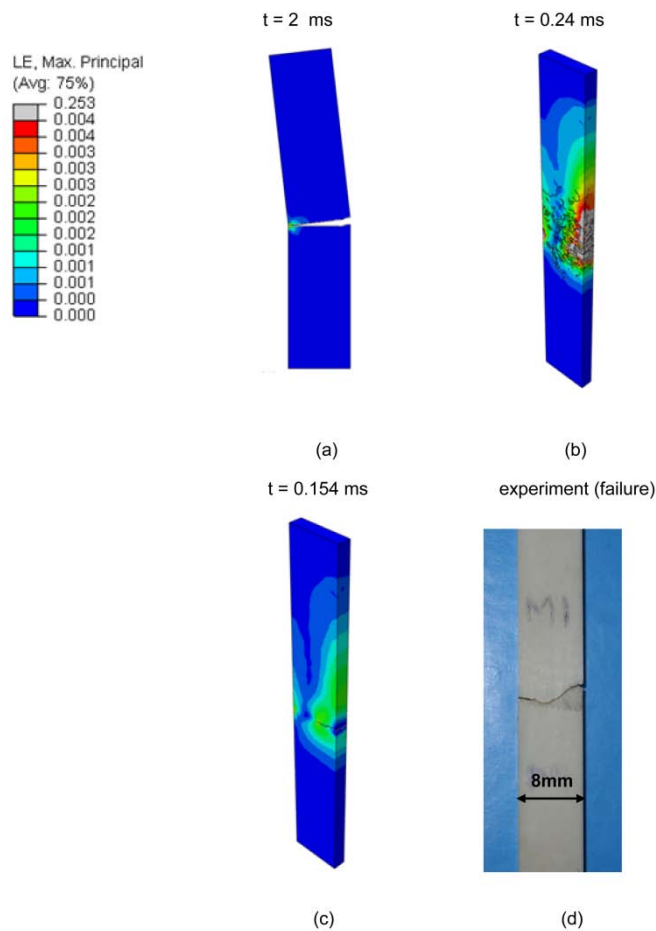 t = 2 ms
t = 0.24 ms
LE, Max. Principal
(Avg: 75%)
0.253
0.004
0.004
0.003
0.003
0.003
0.002
0.002
0.002
0.001
0.001
0.001
0.000
0.000
(a)
(b)
t = 0.154 ms
experiment (failure)
M1
8mm
(c)
(d)